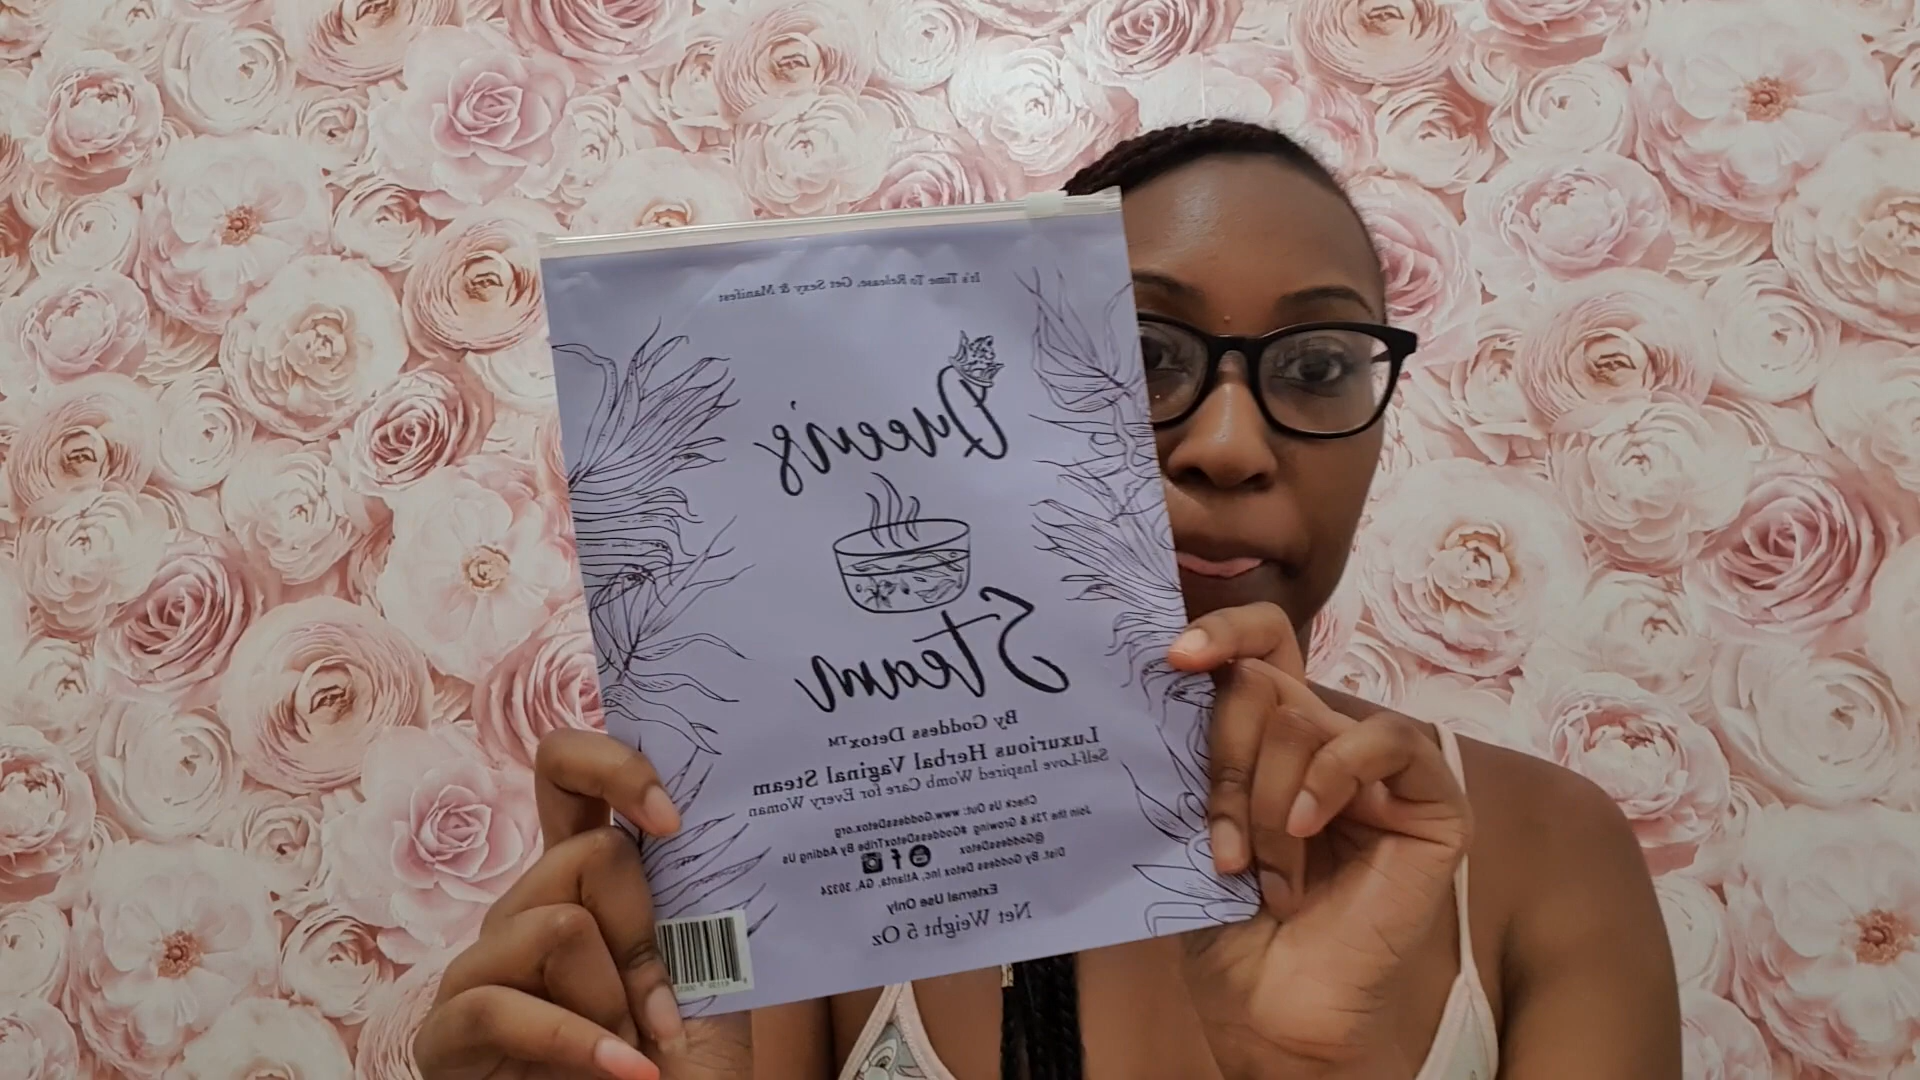 It's Time To Release, Get Sexy & Manifest
Queen's
Steam
By Goddess Detox™
Luxurious Herbal Vaginal Steam
Self-Love Inspired Womb Care for Every Woman
Check Us Out: www.GoddessDetox.org
Join the 73k & Growing #GoddessDetoxTribe By Adding Us
@GoddessDetox
Dist. By Goddess Detox Inc, Atlanta, GA, 30324
External Use Only
Net Weight 5 Oz